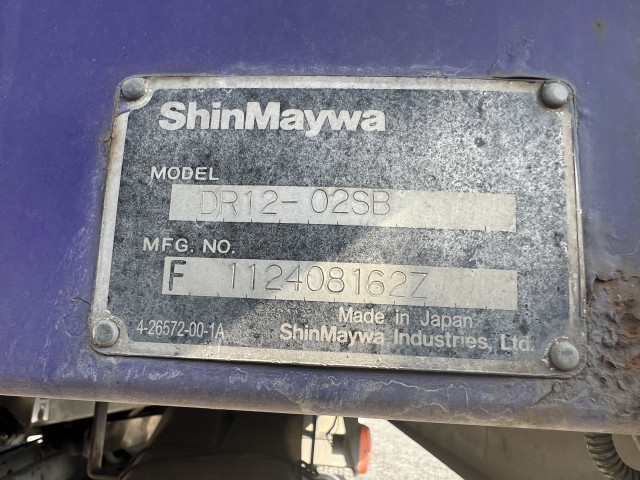 ShinMaywa
MODEL
DR12-02SB
MFG. NO.
F 112408162Z
Made in Japan
4-26572-00-1A
ShinMaywa Industries, Ltd.